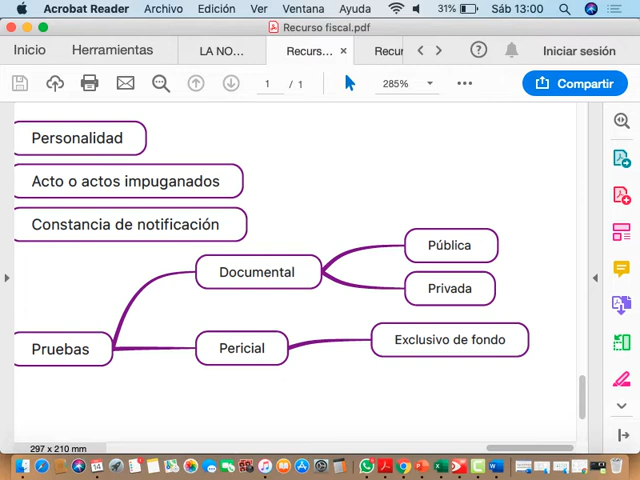 Acrobat Reader Archivo Edición Ver Ventana Ayuda 31% Sáb 13:00
Recurso fiscal.pdf
Inicio Herramientas LA NO... Recurs... × Recur Iniciar sesión
1 / 1 285% Compartir
Personalidad
Acto o actos impuganados
Constancia de notificación
Pública
Documental
Privada
Exclusivo de fondo
Pericial
Pruebas
297 x 210 mm